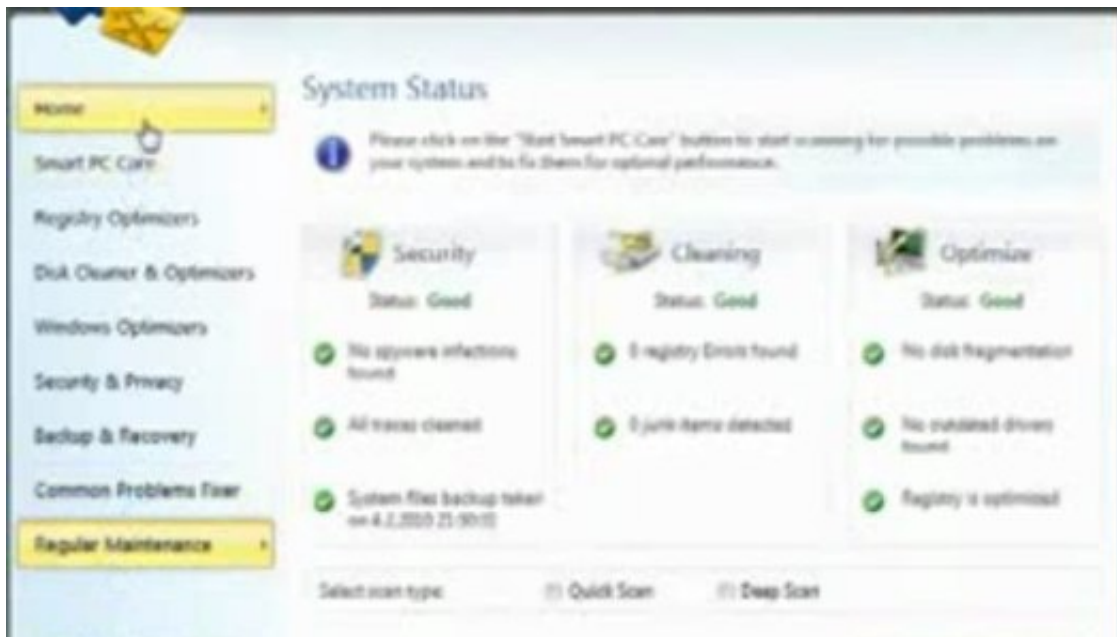 System Status
Home
Please click on the "Start Smart PC Care" button to start scanning for possible problems on
your system and to fix them for optimal performance.
Smart PC Care
Registry Optimizers
Disk Cleaner & Optimizers
Windows Optimizers
Security & Privacy
Backup & Recovery
Common Problems Fixer
Regular Maintenance
Security
Status: Good
No spyware infections
found
All traces cleaned
System files backup taken
on
Cleaning
Status: Good
0 registry Errors found
0 junk items detected
Optimize
Status: Good
No disk fragmentation
No outdated drivers
found
Registry is optimized
Select scan type:
Quick Scan
Deep Scan